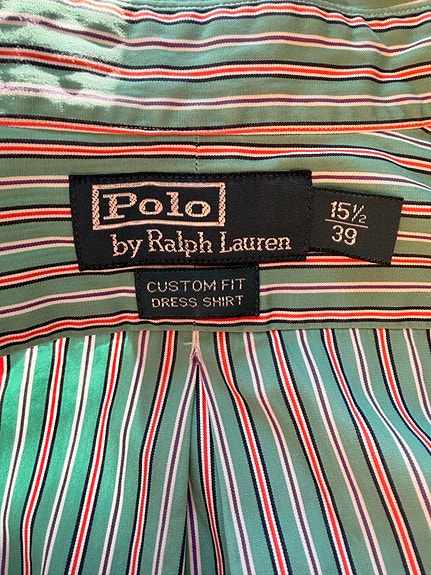 Polo
by Ralph Lauren
15½
39
CUSTOM FIT
DRESS SHIRT